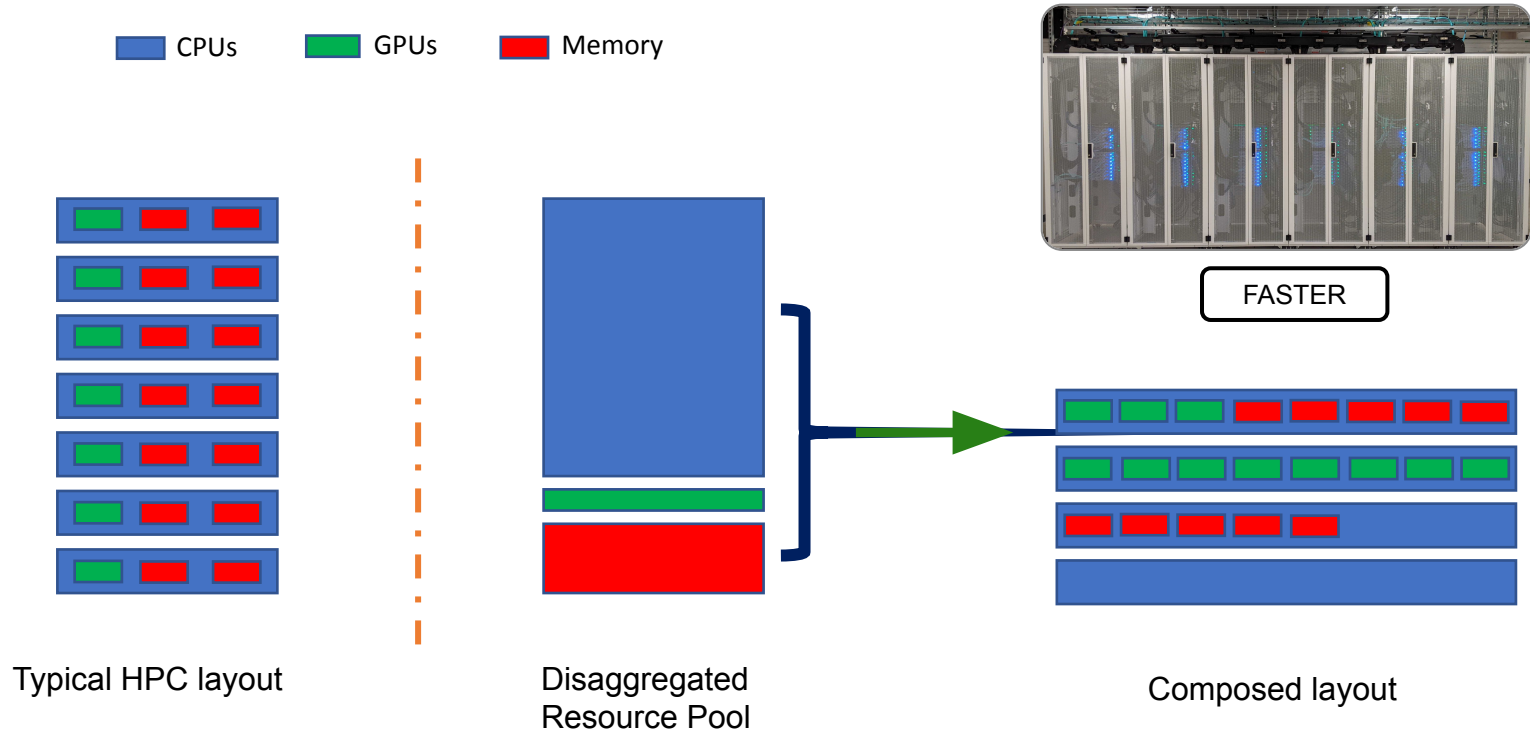 CPUs
GPUs
Memory
FASTER
Typical HPC layout
Disaggregated
Resource Pool
Composed layout